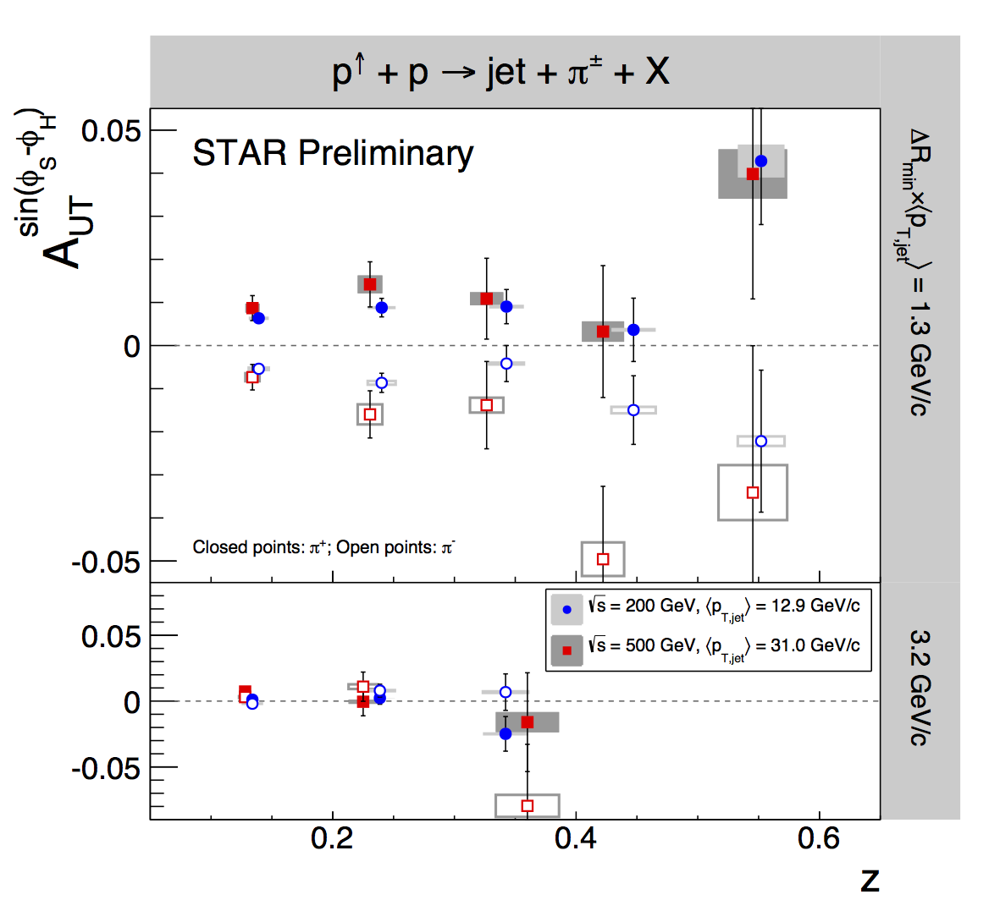 p↑ + p → jet + π± + X
A_UT^sin(ϕ_S-ϕ_H)
STAR Preliminary
0.05
0
-0.05
Closed points: π+; Open points: π-
ΔR_min×⟨p_T,jet⟩ = 1.3 GeV/c
√s = 200 GeV, ⟨p_T,jet⟩ = 12.9 GeV/c
√s = 500 GeV, ⟨p_T,jet⟩ = 31.0 GeV/c
0.05
0
-0.05
3.2 GeV/c
0.2 0.4 0.6
z